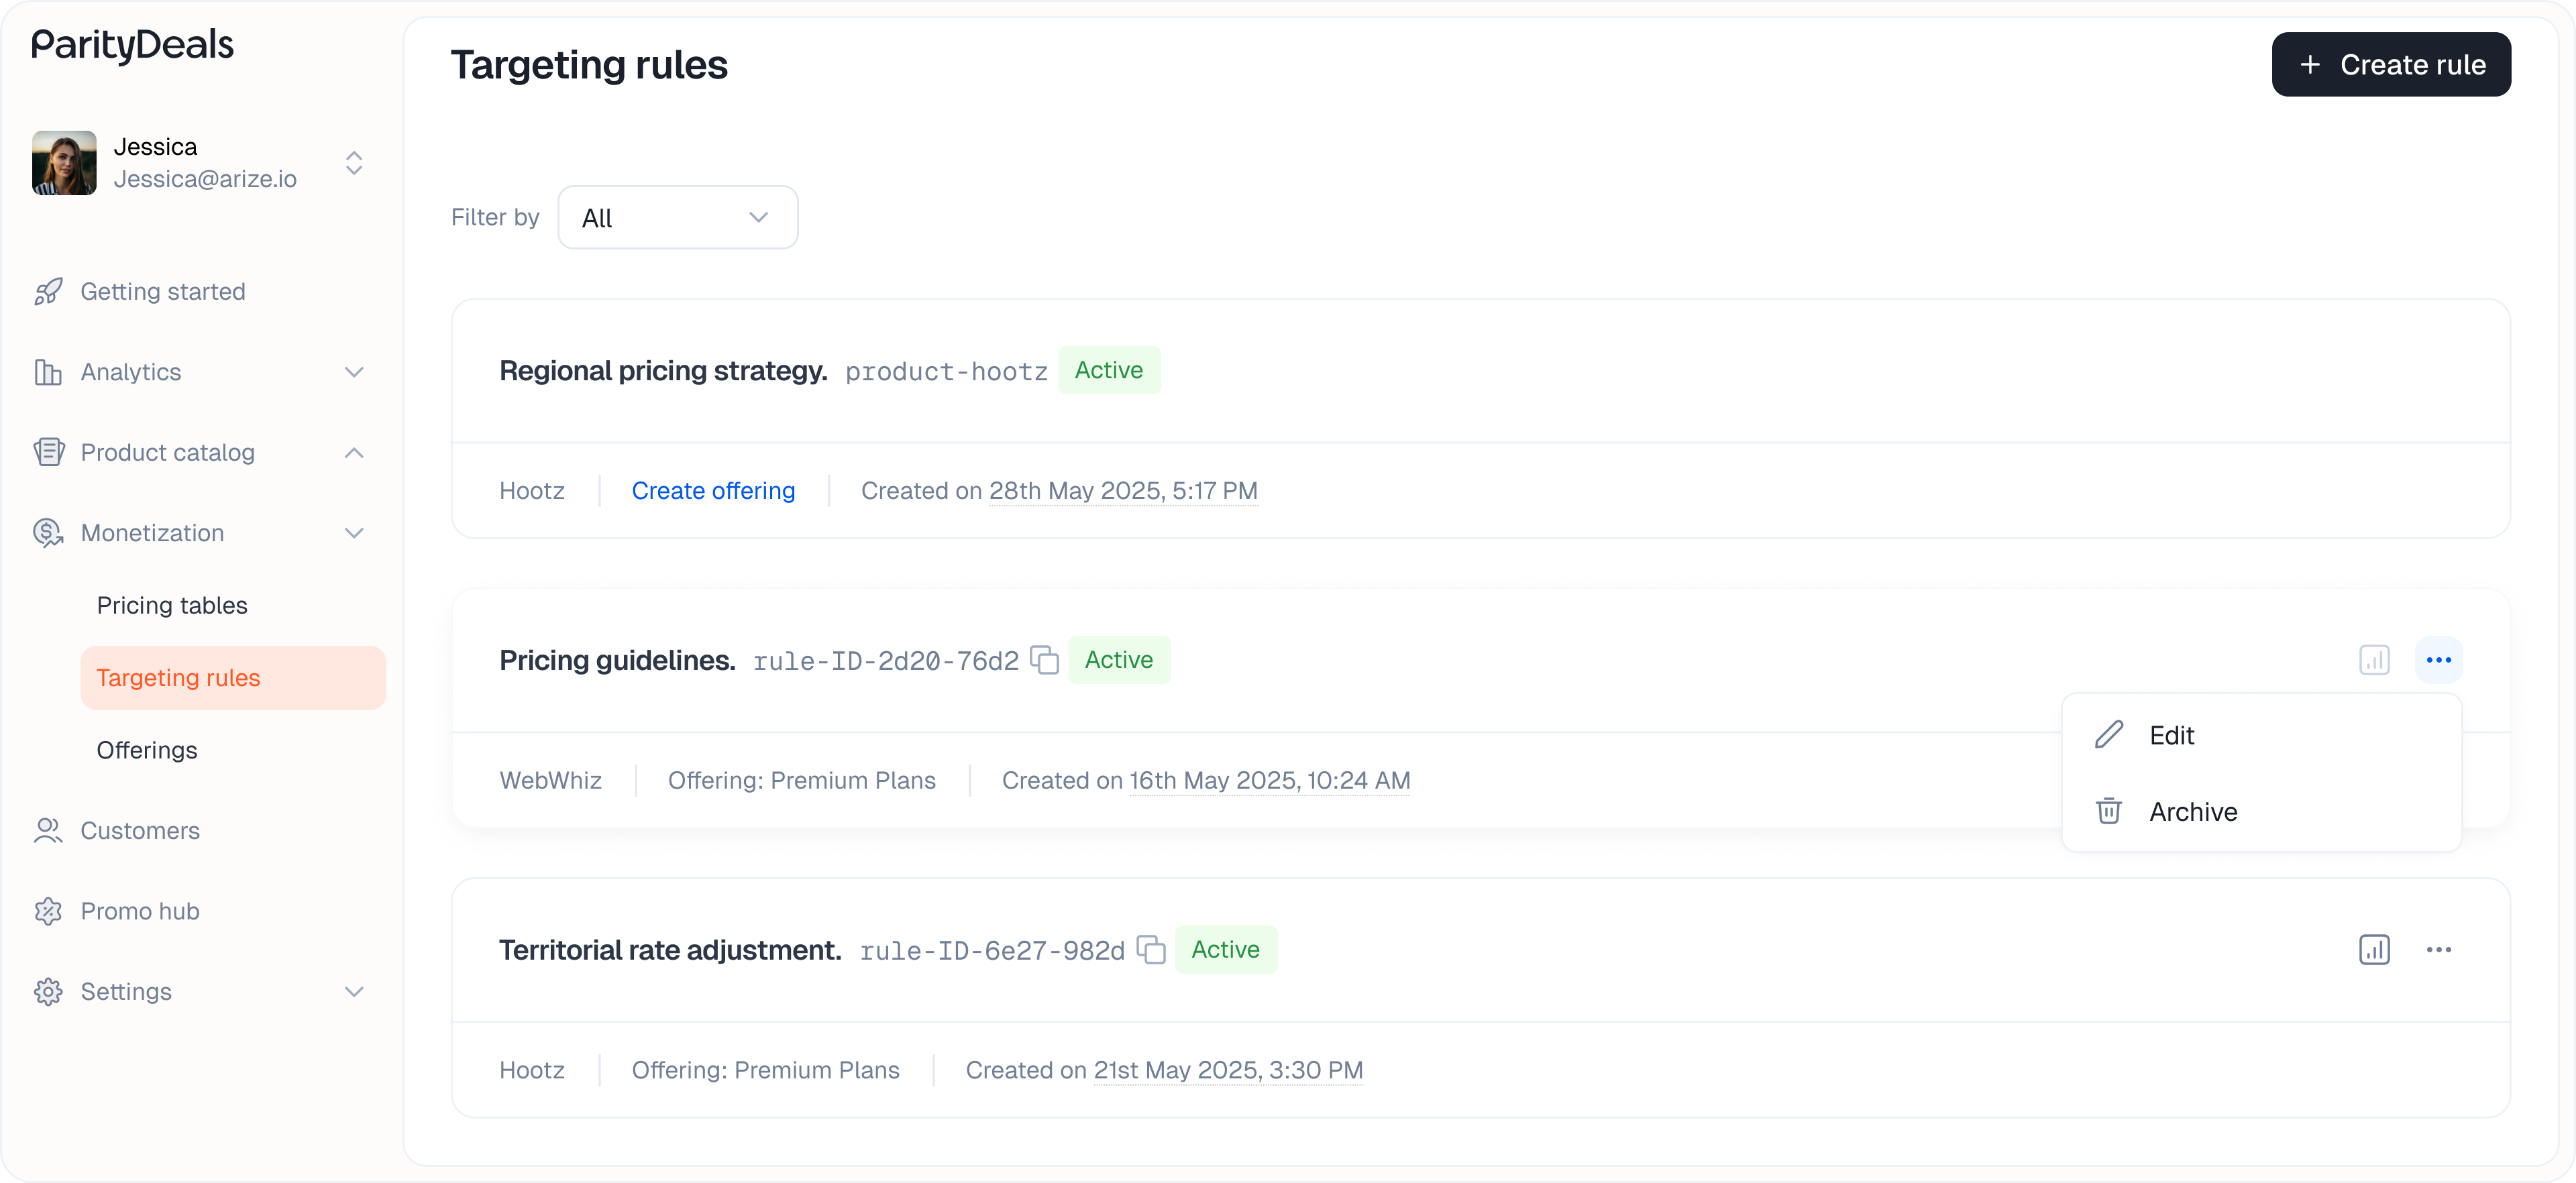 ParityDeals
Jessica
Jessica@arize.io
Getting started
Analytics
Product catalog
Monetization
Pricing tables
Targeting rules
Offerings
Customers
Promo hub
Settings
Targeting rules
+ Create rule
Filter by All
Regional pricing strategy. product-hootz Active
Hootz Create offering Created on 28th May 2025, 5:17 PM
Pricing guidelines. rule-ID-2d20-76d2 Active
WebWhiz Offering: Premium Plans Created on 16th May 2025, 10:24 AM
Edit
Archive
Territorial rate adjustment. rule-ID-6e27-982d Active
Hootz Offering: Premium Plans Created on 21st May 2025, 3:30 PM